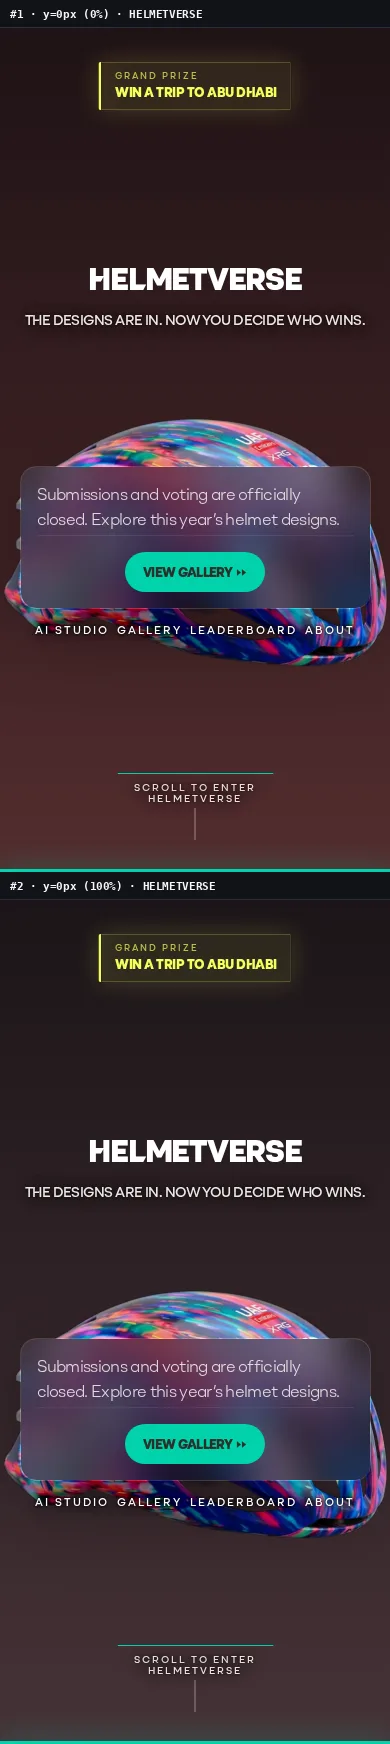 #1 · y=0px (0%) · HELMETVERSE
GRAND PRIZE
WIN A TRIP TO ABU DHABI
HELMETVERSE
THE DESIGNS ARE IN. NOW YOU DECIDE WHO WINS.
UAE
XRG
Submissions and voting are officially
closed. Explore this year's helmet designs.
VIEW GALLERY
AI STUDIO GALLERY LEADERBOARD ABOUT
SCROLL TO ENTER
HELMETVERSE
#2 · y=0px (100%) · HELMETVERSE
GRAND PRIZE
WIN A TRIP TO ABU DHABI
HELMETVERSE
THE DESIGNS ARE IN. NOW YOU DECIDE WHO WINS.
UAE
XRG
Submissions and voting are officially
closed. Explore this year's helmet designs.
VIEW GALLERY
AI STUDIO GALLERY LEADERBOARD ABOUT
SCROLL TO ENTER
HELMETVERSE